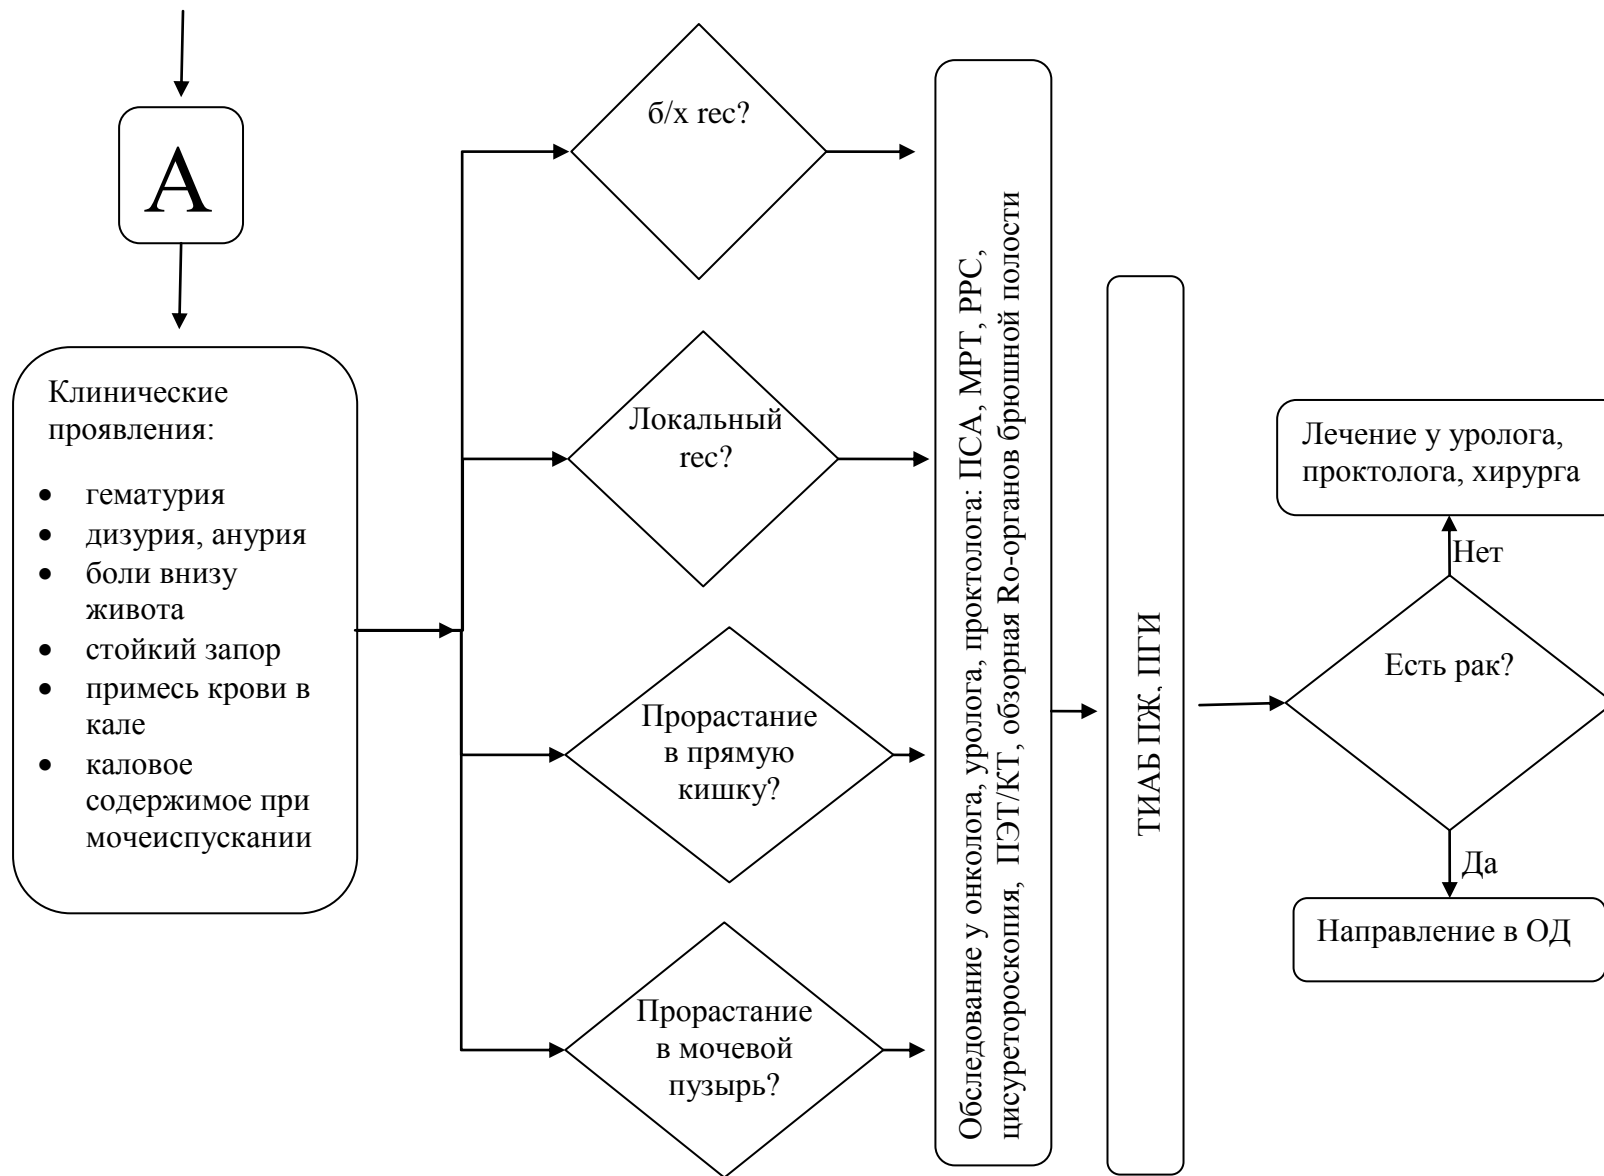 А
Клинические
проявления:
• гематурия
• дизурия, анурия
• боли внизу
живота
• стойкий запор
• примесь крови в
кале
• каловое
содержимое при
мочеиспускании
б/х rec?
Локальный
rec?
Прорастание
в прямую
кишку?
Прорастание
в мочевой
пузырь?
Обследование у онколога, уролога, проктолога: ПСА, МРТ, РРС,
цисуретороскопия, ПЭТ/КТ, обзорная Ro-органов брюшной полости
ТИАБ ПЖ, ПГИ
Лечение у уролога,
проктолога, хирурга
Нет
Есть рак?
Да
Направление в ОД